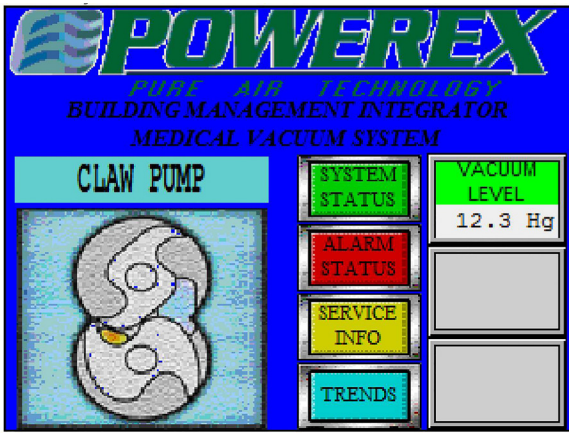 POWEREX
PURE AIR TECHNOLOGY
BUILDING MANAGEMENT INTEGRATOR
MEDICAL VACUUM SYSTEM
CLAW PUMP
SYSTEM
STATUS
ALARM
STATUS
SERVICE
INFO
TRENDS
VACUUM
LEVEL
12.3 Hg